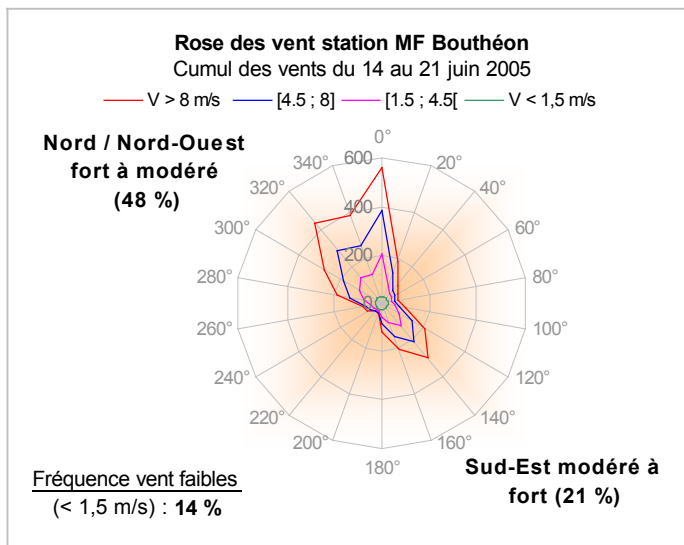 Rose des vent station MF Bouthéon
Cumul des vents du 14 au 21 juin 2005
V > 8 m/s [4.5 ; 8] [1.5 ; 4.5[ V < 1,5 m/s
Nord / Nord-Ouest
fort à modéré
(48 %)
0°
20°
40°
60°
80°
100°
120°
140°
160°
180°
200°
220°
240°
260°
280°
300°
320°
340°
600
400
200
0
Sud-Est modéré à
fort (21 %)
Fréquence vent faibles
(< 1,5 m/s) : 14 %